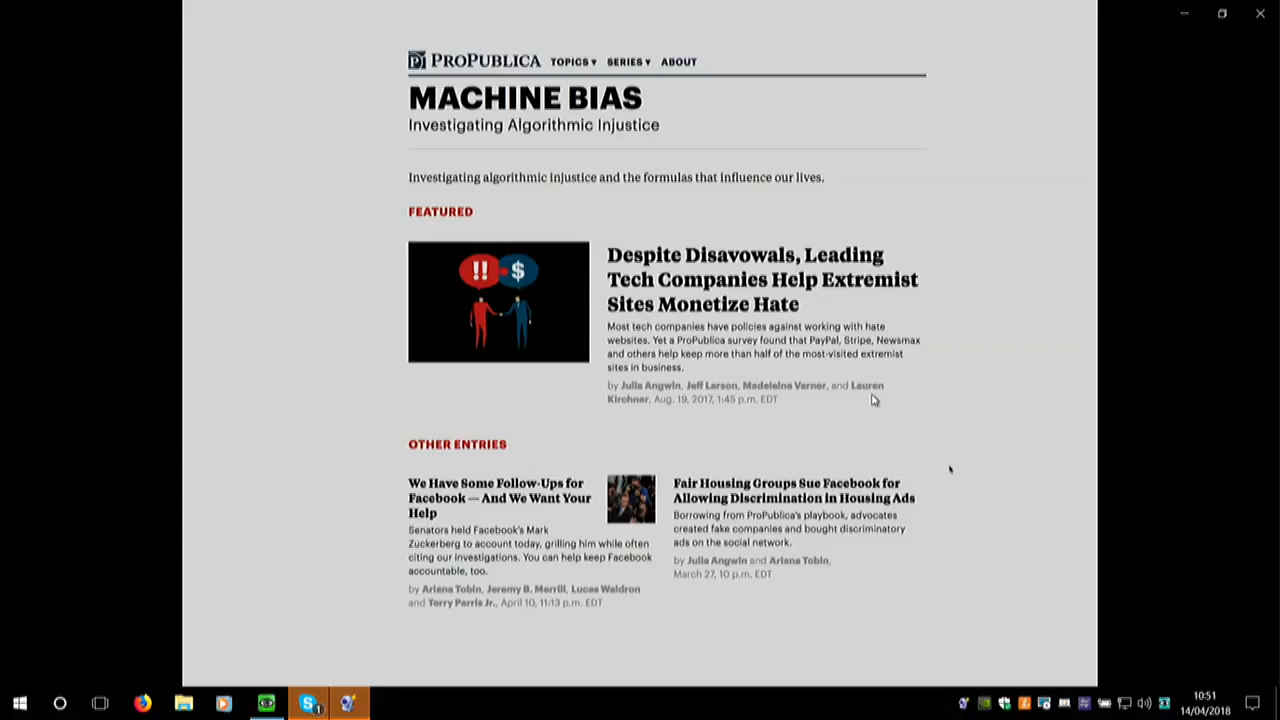 PROPUBLICA TOPICS▾ SERIES▾ ABOUT
MACHINE BIAS
Investigating Algorithmic Injustice
Investigating algorithmic injustice and the formulas that influence our lives.
FEATURED
!! $
Despite Disavowals, Leading
Tech Companies Help Extremist
Sites Monetize Hate
Most tech companies have policies against working with hate
websites. Yet a ProPublica survey found that PayPal, Stripe, Newsmax
and others help keep more than half of the most-visited extremist
sites in business.
by Julia Angwin, Jeff Larson, Madeleine Varner, and Lauren
Kirchner, Aug. 19, 2017, 1:45 p.m. EDT
OTHER ENTRIES
We Have Some Follow-Ups for
Facebook — And We Want Your
Help
Senators held Facebook's Mark
Zuckerberg to account today, grilling him while often
citing our investigations. You can help keep Facebook
accountable, too.
by Ariana Tobin, Jeremy B. Merrill, Lucas Waldron
and Terry Parris Jr., April 10, 11:13 p.m. EDT
Fair Housing Groups Sue Facebook for
Allowing Discrimination in Housing Ads
Borrowing from ProPublica's playbook, advocates
created fake companies and bought discriminatory
ads on the social network.
by Julia Angwin and Ariana Tobin,
March 27, 10 p.m. EDT
10:51
14/04/2018